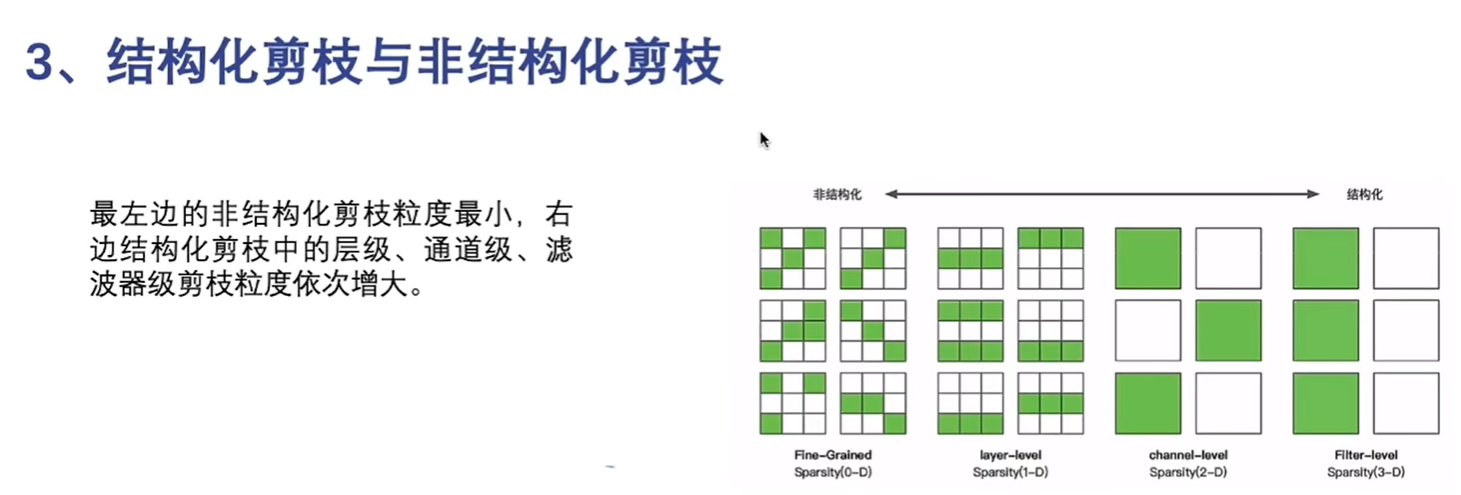 3、结构化剪枝与非结构化剪枝
最左边的非结构化剪枝粒度最小，右
边结构化剪枝中的层级、通道级、滤
波器级剪枝粒度依次增大。
非结构化
结构化
Fine-Grained
Sparsity(0-D)
layer-level
Sparsity(1-D)
channel-level
Sparsity(2-D)
Filter-level
Sparsity(3-D)